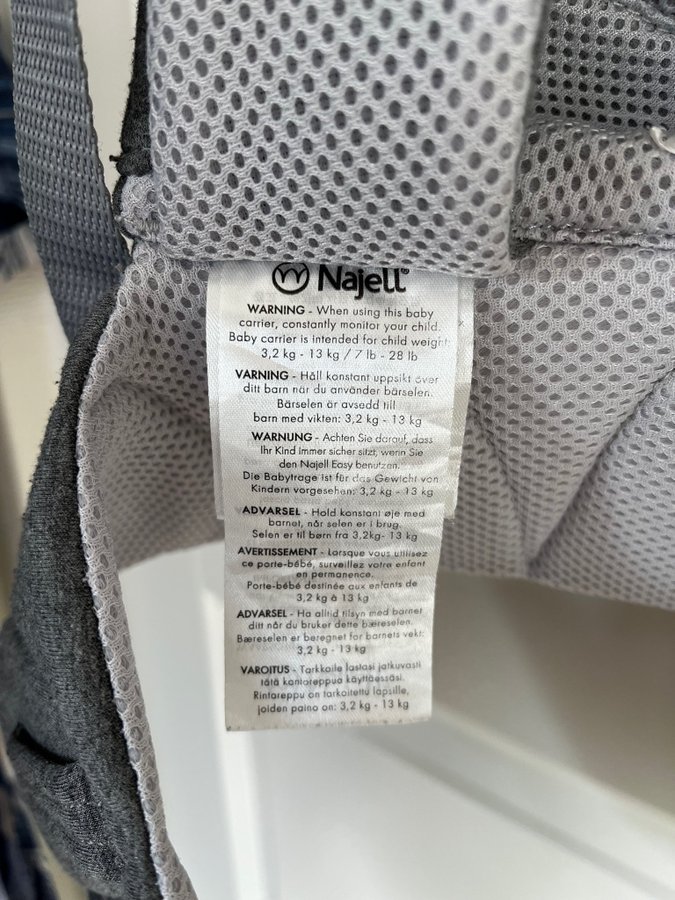 Najell
WARNING - When using this baby
carrier, constantly monitor your child.
Baby carrier is intended for child weight:
3,2 kg - 13 kg / 7 lb - 28 lb
VARNING - Håll konstant uppsikt över
ditt barn när du använder bärselen.
Bärselen är avsedd till
barn med vikten: 3,2 kg - 13 kg
WARNUNG - Achten Sie darauf, dass
Ihr Kind immer sicher sitzt, wenn Sie
den Najell Easy benutzen.
Die Babytrage ist für das Gewicht von
Kindern vorgesehen: 3,2 kg - 13 kg
ADVARSEL - Hold konstant øje med
barnet, når selen er i brug.
Selen er til børn fra 3,2kg- 13 kg
AVERTISSEMENT - Lorsque vous utilisez
ce porte-bébé, surveillez votre enfant
en permanence.
Porte-bébé destinée aux enfants de
3,2 kg à 13 kg
ADVARSEL - Ha alltid tilsyn med barnet
ditt når du bruker dette bæreselen.
Bæreselen er beregnet for barnets vekt:
3,2 kg - 13 kg
VAROITUS - Tarkkaile lastasi jatkuvasti
tätä kantoreppua käyttäessäsi.
Rintareppu on tarkoitettu lapsille,
joiden paino on: 3,2 kg - 13 kg